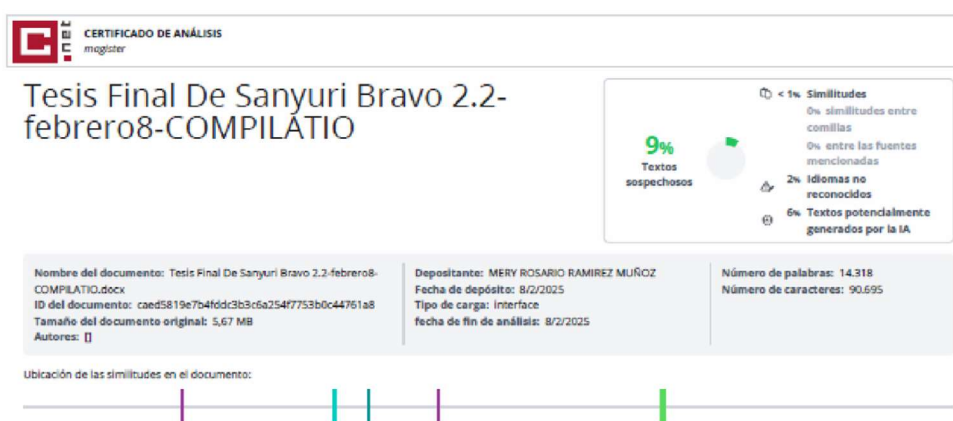 C.net
CERTIFICADO DE ANÁLISIS
magister
Tesis Final De Sanyuri Bravo 2.2-
febrero8-COMPILATIO
9%
Textos
sospechosos
< 1% Similitudes
0% similitudes entre
comillas
0% entre las fuentes
mencionadas
2% Idiomas no
reconocidos
6% Textos potencialmente
generados por la IA
Nombre del documento: Tesis Final De Sanyuri Bravo 2.2-febrero8-
COMPILATIO.docx
ID del documento: caed5819e7b4fddc3b3c6a254f7753b0c44761a8
Tamaño del documento original: 5,67 MB
Autores: []
Depositante: MERY ROSARIO RAMIREZ MUÑOZ
Fecha de depósito: 8/2/2025
Tipo de carga: interface
fecha de fin de análisis: 8/2/2025
Número de palabras: 14.318
Número de caracteres: 90.695
Ubicación de las similitudes en el documento: